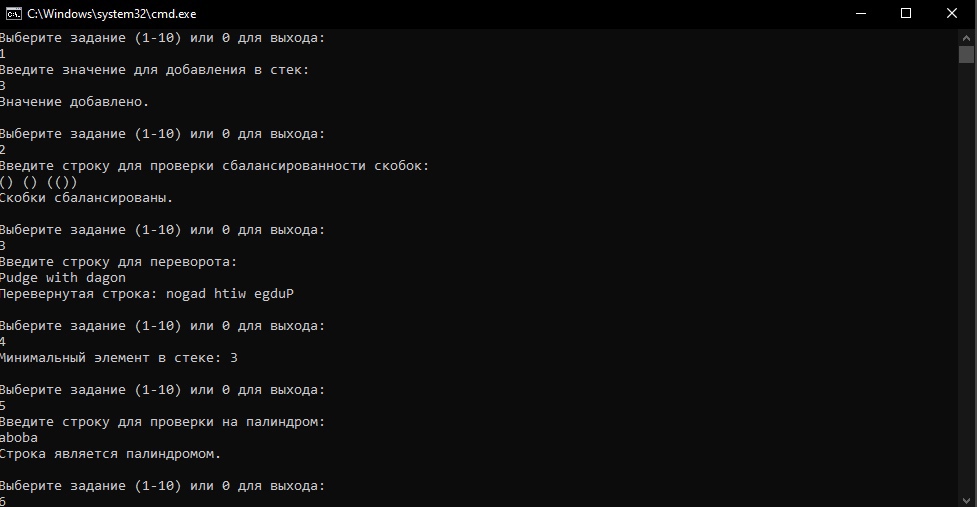 C:\Windows\system32\cmd.exe
Выберите задание (1-10) или 0 для выхода:
1
Введите значение для добавления в стек:
3
Значение добавлено.
Выберите задание (1-10) или 0 для выхода:
2
Введите строку для проверки сбалансированности скобок:
() () (())
Скобки сбалансированы.
Выберите задание (1-10) или 0 для выхода:
3
Введите строку для переворота:
Pudge with dagon
Перевернутая строка: nogad htiw egduP
Выберите задание (1-10) или 0 для выхода:
4
Минимальный элемент в стеке: 3
Выберите задание (1-10) или 0 для выхода:
5
Введите строку для проверки на палиндром:
aboba
Строка является палиндромом.
Выберите задание (1-10) или 0 для выхода:
6